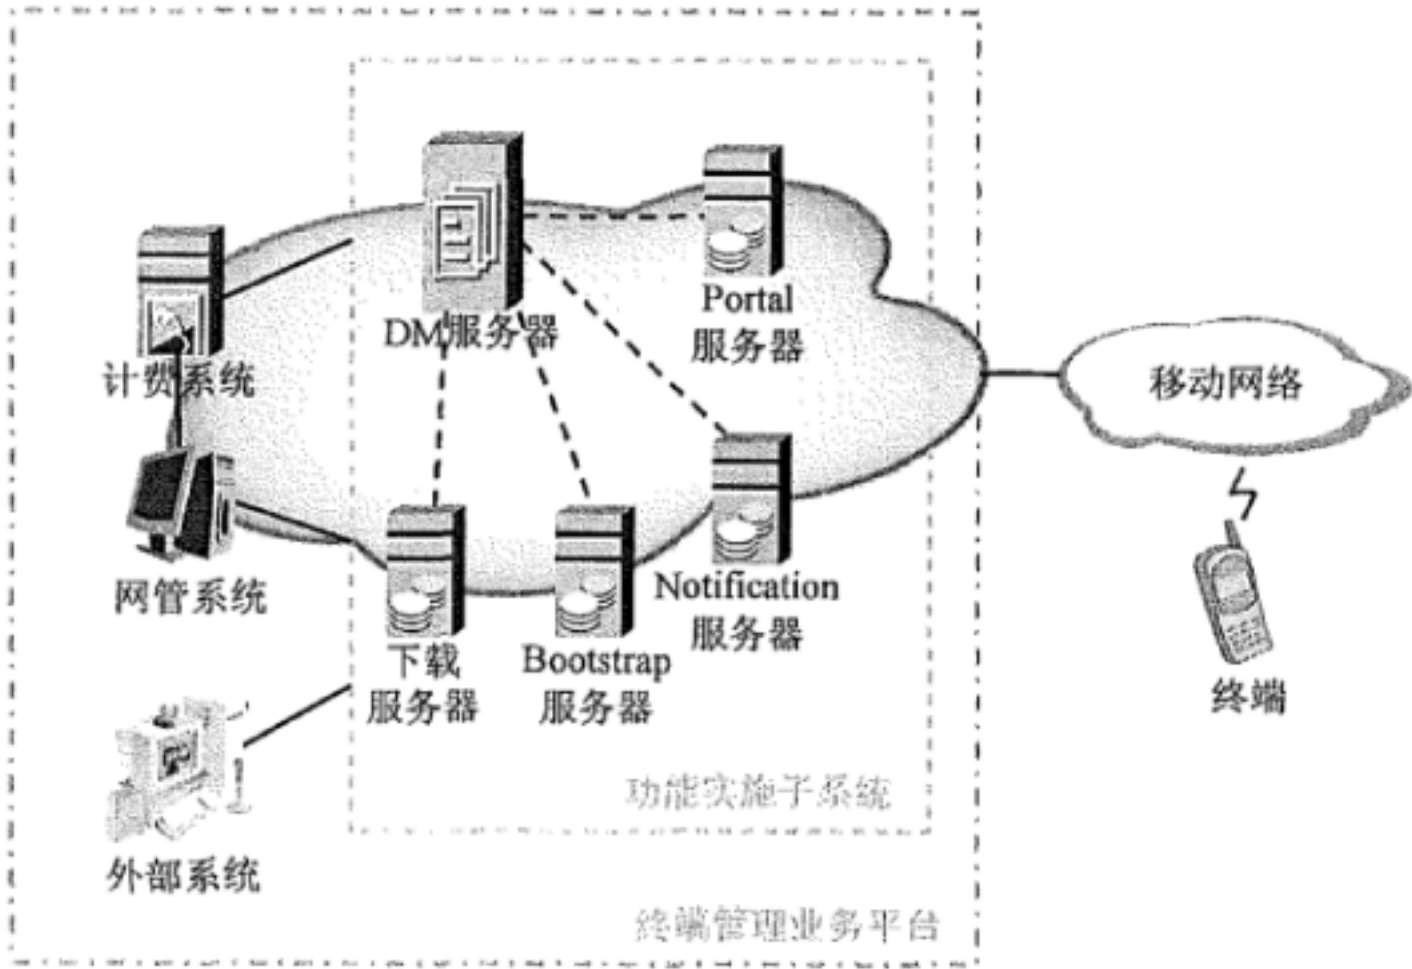 DM服务器
Portal
服务器
计费系统
移动网络
网管系统
下载
服务器
Bootstrap
服务器
Notification
服务器
终端
外部系统
功能实施子系统
终端管理业务平台